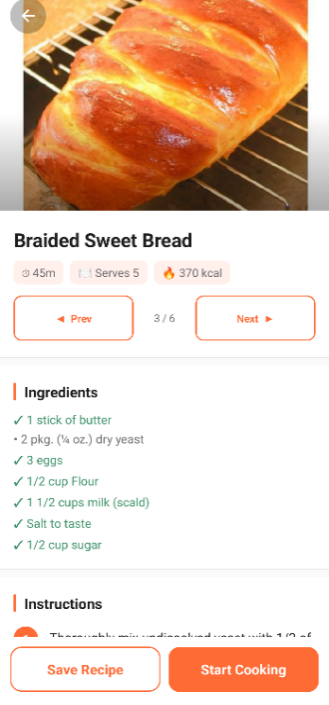 Braided Sweet Bread
45m
Serves 5
370 kcal
◄ Prev
3 / 6
Next ►
Ingredients
✓ 1 stick of butter
• 2 pkg. (¼ oz.) dry yeast
✓ 3 eggs
✓ 1/2 cup Flour
✓ 1 1/2 cups milk (scald)
✓ Salt to taste
✓ 1/2 cup sugar
Instructions
Thoroughly mix undissolved yeast with 1/2 of
Save Recipe
Start Cooking